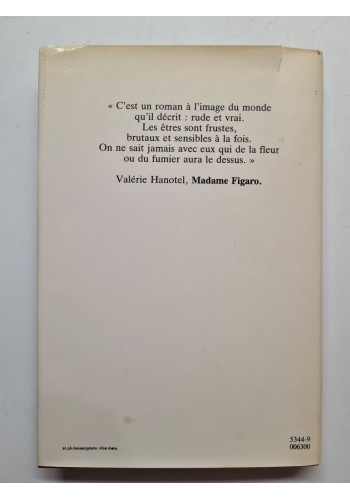 « C'est un roman à l'image du monde
qu'il décrit : rude et vrai.
Les êtres sont frustes,
brutaux et sensibles à la fois.
On ne sait jamais avec eux qui de la fleur
ou du fumier aura le dessus. »
Valérie Hanotel, Madame Figaro.
5344-9
006300